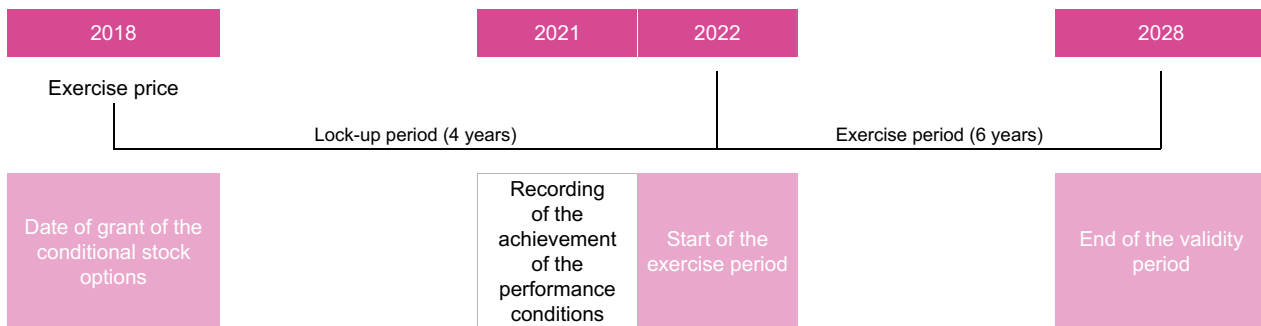 2018
2021
2022
2028
Exercise price
Lock-up period (4 years)
Exercise period (6 years)
Date of grant of the
conditional stock
options
Recording
of the
achievement
of the
performance
conditions
Start of the
exercise period
End of the validity
period